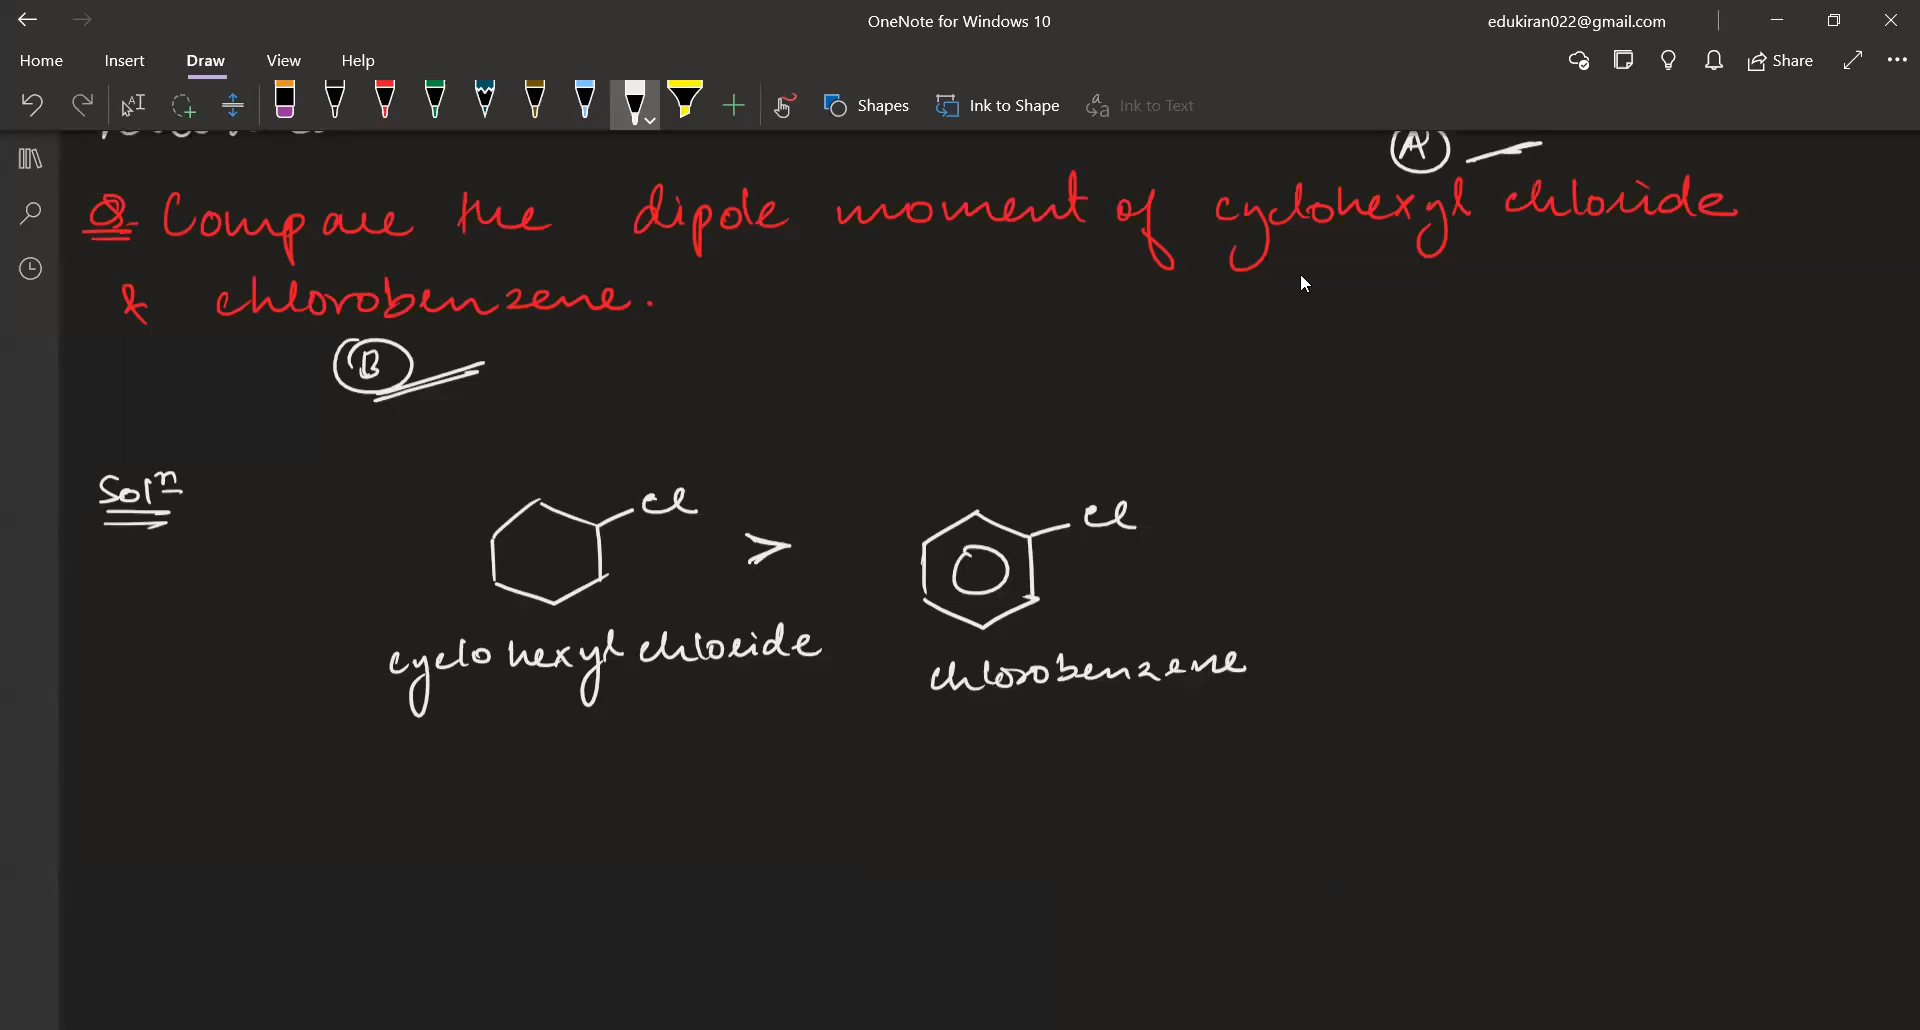 OneNote for Windows 10
edukiran022@gmail.com
Home Insert Draw View Help
Share
Shapes Ink to Shape Ink to Text
A
Q Compare the dipole moment of cyclohexyl chloride
& chlorobenzene.
B
Solⁿ
Cl > Cl
cyclo hexyl chloride
chlorobenzene